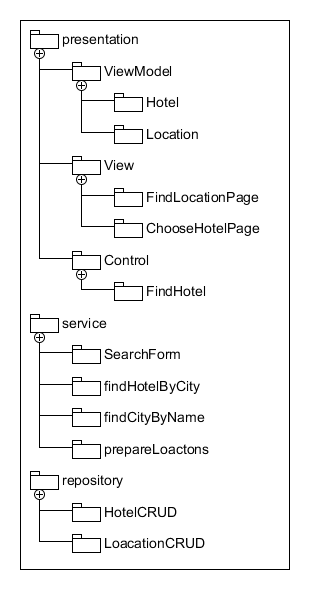 presentation
ViewModel
Hotel
Location
View
FindLocationPage
ChooseHotelPage
Control
FindHotel
service
SearchForm
findHotelByCity
findCityByName
prepareLoactons
repository
HotelCRUD
LoacationCRUD